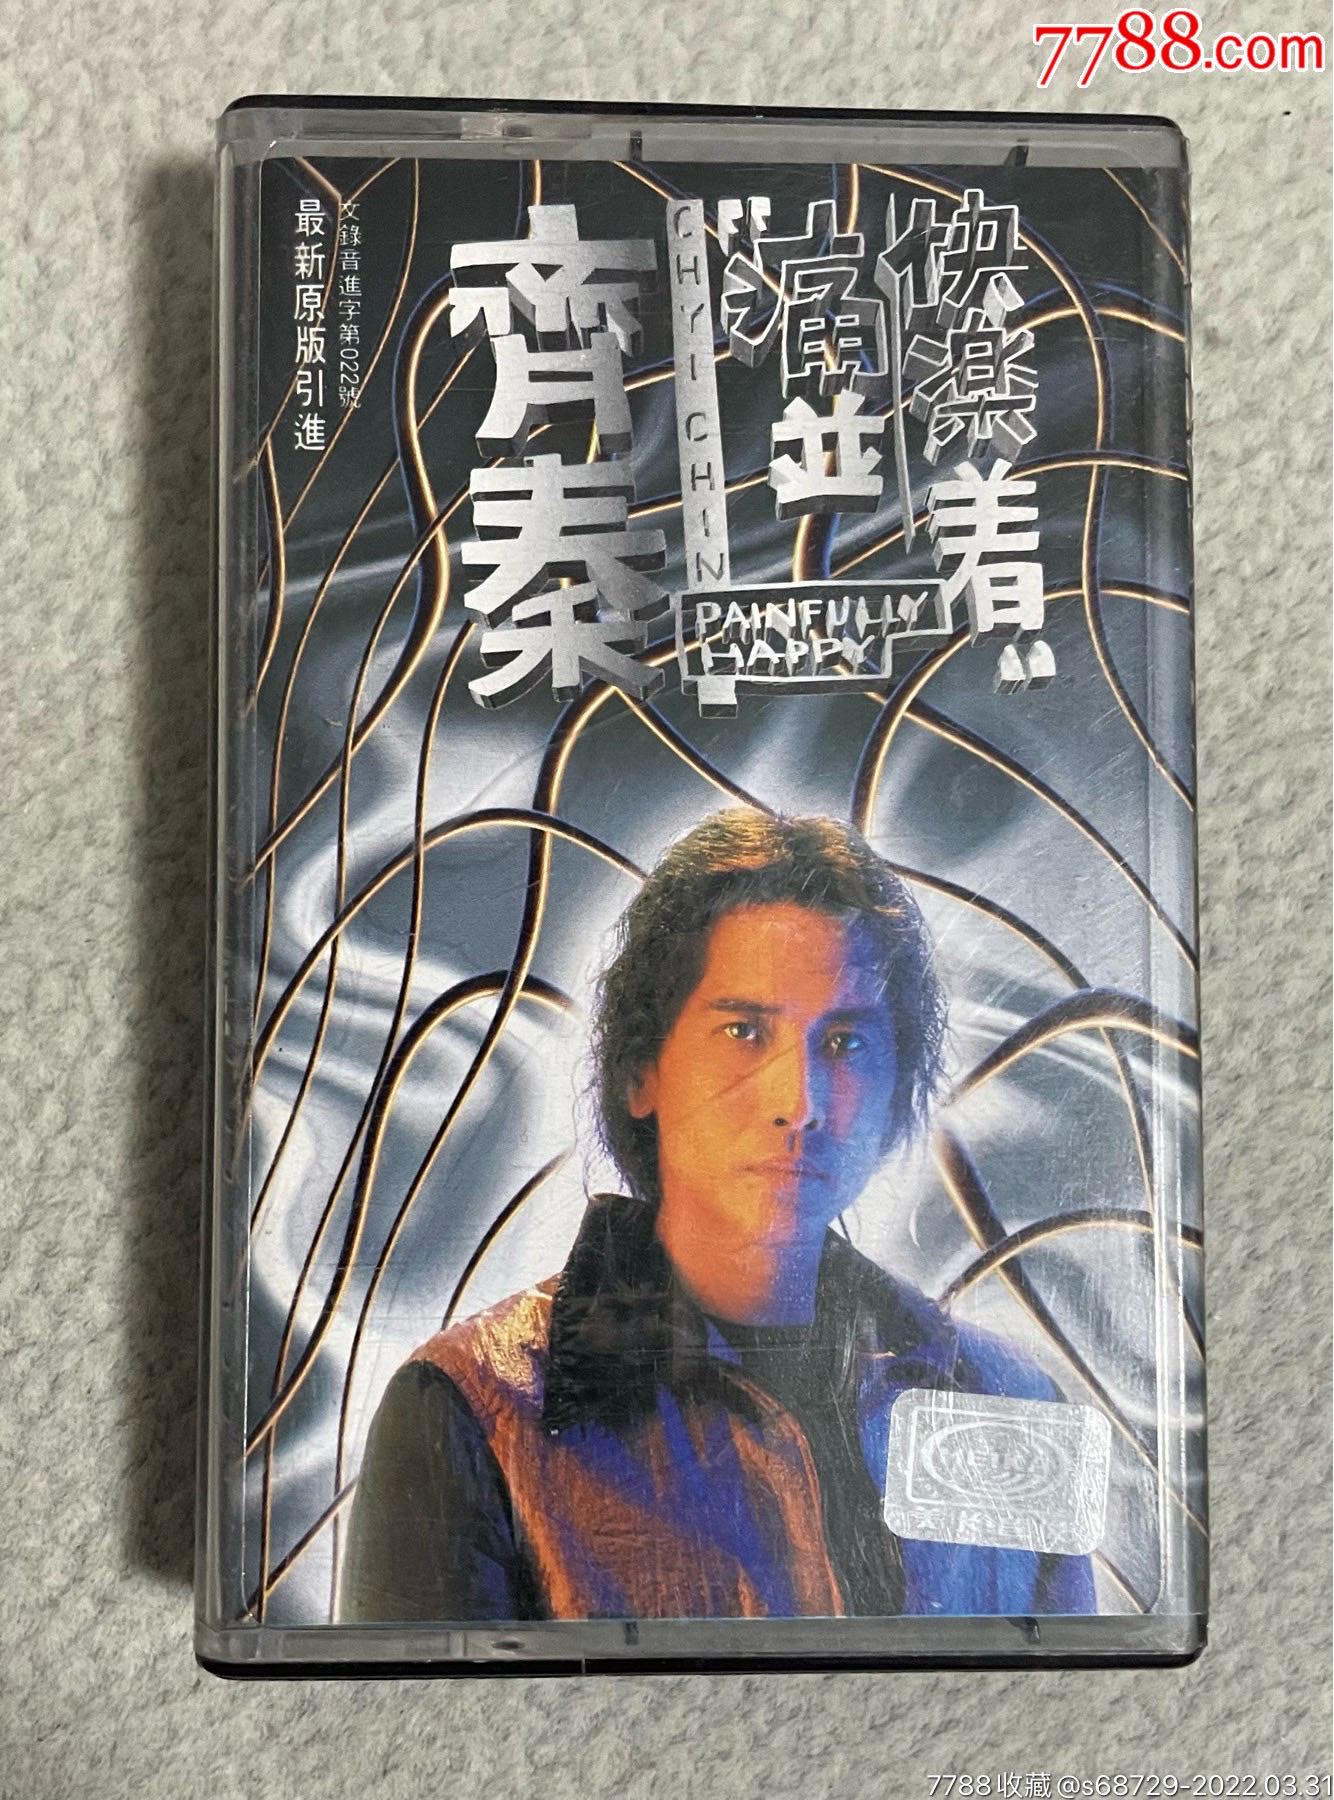 7788.com
最新原版引進
文錄音進字第022號
齊秦
CHYI CHIN
"痛並
快楽着"
PAINFULLY
HAPPY
7788收藏@s68729-2022.03.31